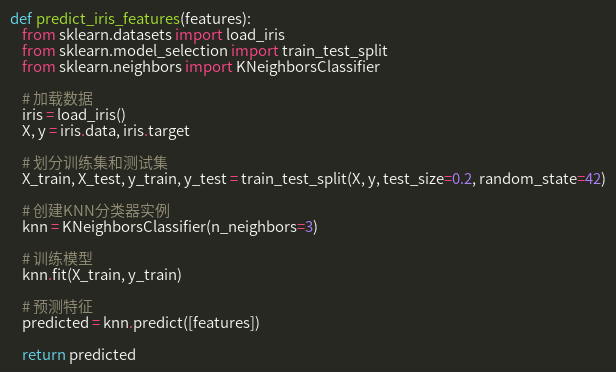 def predict_iris_features(features):
    from sklearn.datasets import load_iris
    from sklearn.model_selection import train_test_split
    from sklearn.neighbors import KNeighborsClassifier

    # 加载数据
    iris = load_iris()
    X, y = iris.data, iris.target

    # 划分训练集和测试集
    X_train, X_test, y_train, y_test = train_test_split(X, y, test_size=0.2, random_state=42)

    # 创建KNN分类器实例
    knn = KNeighborsClassifier(n_neighbors=3)

    # 训练模型
    knn.fit(X_train, y_train)

    # 预测特征
    predicted = knn.predict([features])

    return predicted